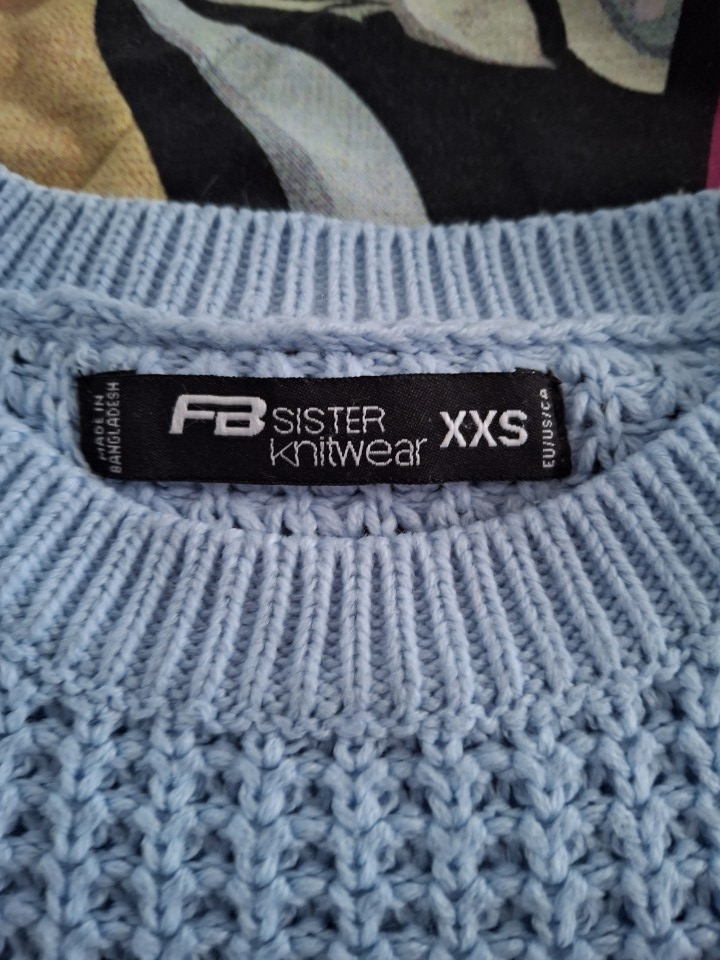 MADE IN
BANGLADESH
FB SISTER
knitwear
XXS
EU/US/CA